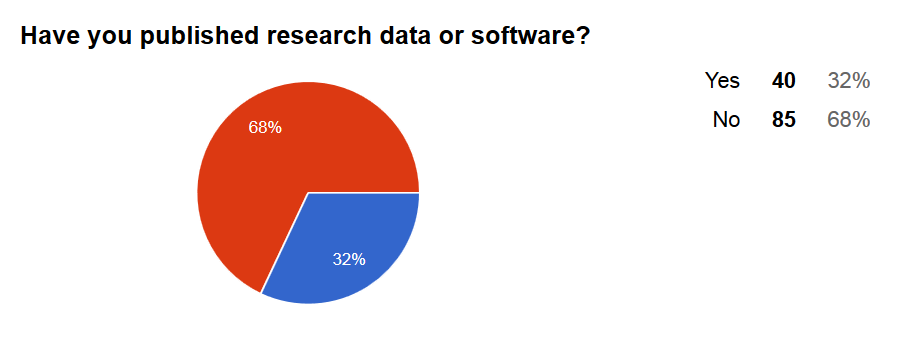 Have you published research data or software?
Yes 40 32%
No 85 68%
68%
32%